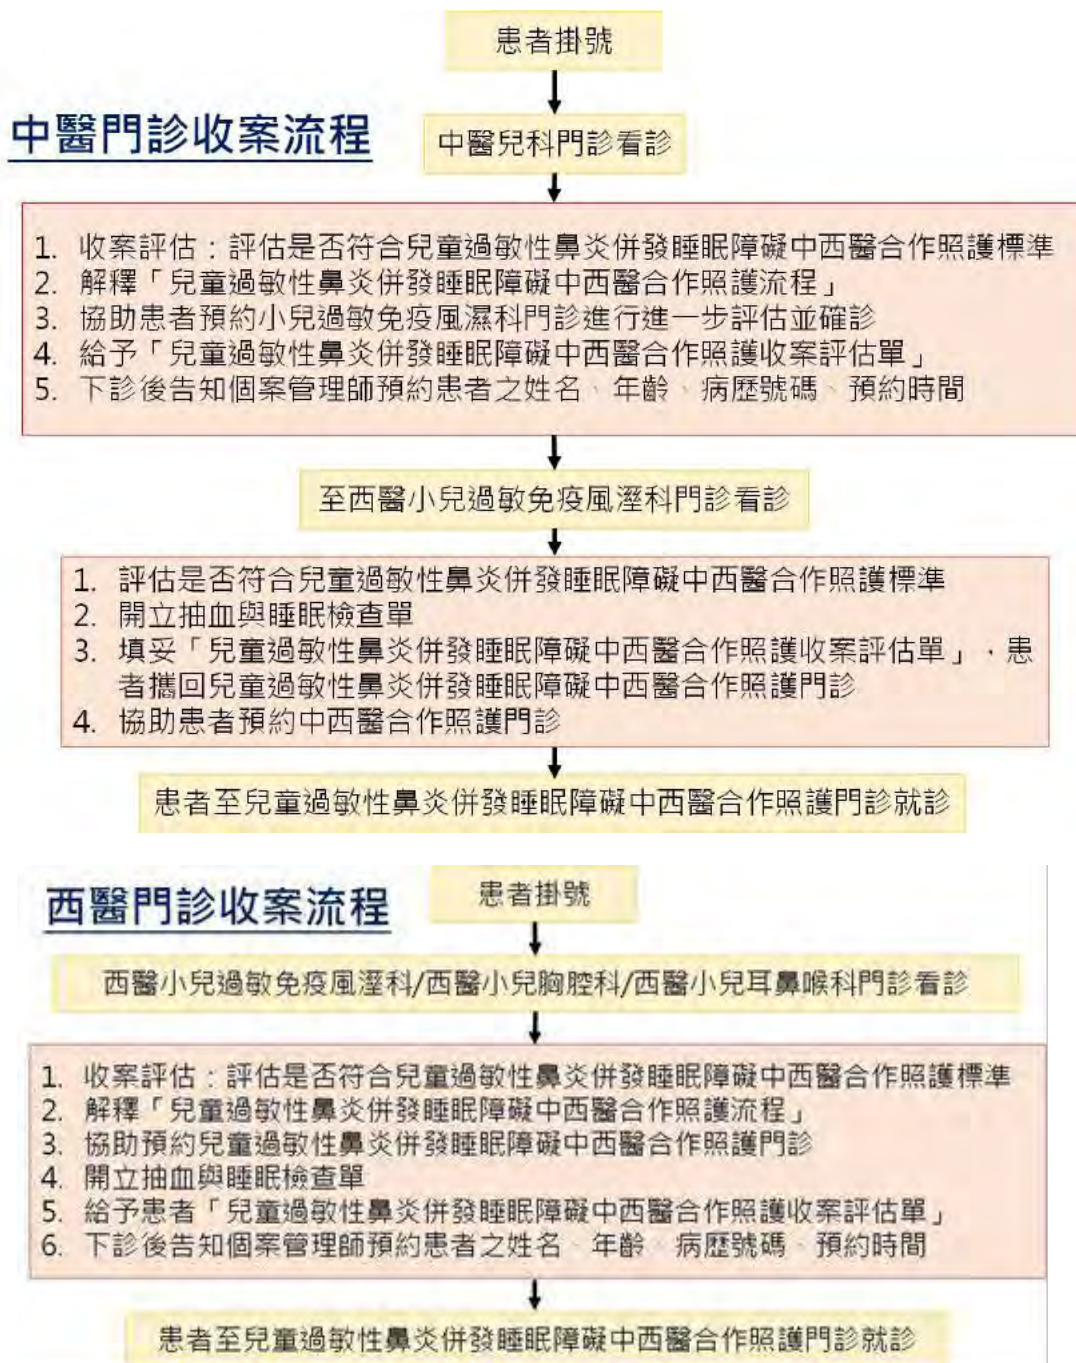 患者掛號
中醫門診收案流程
中醫兒科門診看診
1. 收案評估：評估是否符合兒童過敏性鼻炎併發睡眠障礙中西醫合作照護標準
2. 解釋「兒童過敏性鼻炎併發睡眠障礙中西醫合作照護流程」
3. 協助患者預約小兒過敏免疫風濕科門診進行進一步評估並確診
4. 給予「兒童過敏性鼻炎併發睡眠障礙中西醫合作照護收案評估單」
5. 下診後告知個案管理師預約患者之姓名、年齡、病歷號碼、預約時間
至西醫小兒過敏免疫風溼科門診看診
1. 評估是否符合兒童過敏性鼻炎併發睡眠障礙中西醫合作照護標準
2. 開立抽血與睡眠檢查單
3. 填妥「兒童過敏性鼻炎併發睡眠障礙中西醫合作照護收案評估單」，患
者攜回兒童過敏性鼻炎併發睡眠障礙中西醫合作照護門診
4. 協助患者預約中西醫合作照護門診
患者至兒童過敏性鼻炎併發睡眠障礙中西醫合作照護門診就診
西醫門診收案流程
患者掛號
西醫小兒過敏免疫風溼科/西醫小兒胸腔科/西醫小兒耳鼻喉科門診看診
1. 收案評估：評估是否符合兒童過敏性鼻炎併發睡眠障礙中西醫合作照護標準
2. 解釋「兒童過敏性鼻炎併發睡眠障礙中西醫合作照護流程」
3. 協助預約兒童過敏性鼻炎併發睡眠障礙中西醫合作照護門診
4. 開立抽血與睡眠檢查單
5. 給予患者「兒童過敏性鼻炎併發睡眠障礙中西醫合作照護收案評估單」
6. 下診後告知個案管理師預約患者之姓名、年齡、病歷號碼、預約時間
患者至兒童過敏性鼻炎併發睡眠障礙中西醫合作照護門診就診